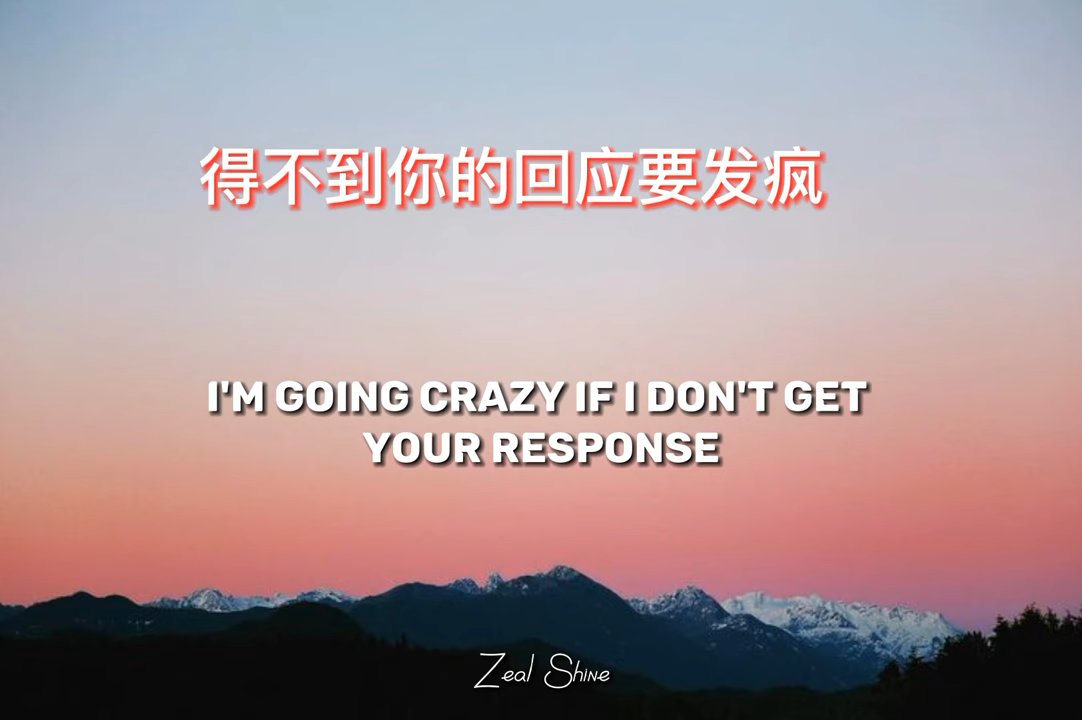 得不到你的回应要发疯
I'M GOING CRAZY IF I DON'T GET
YOUR RESPONSE
Zeal Shine